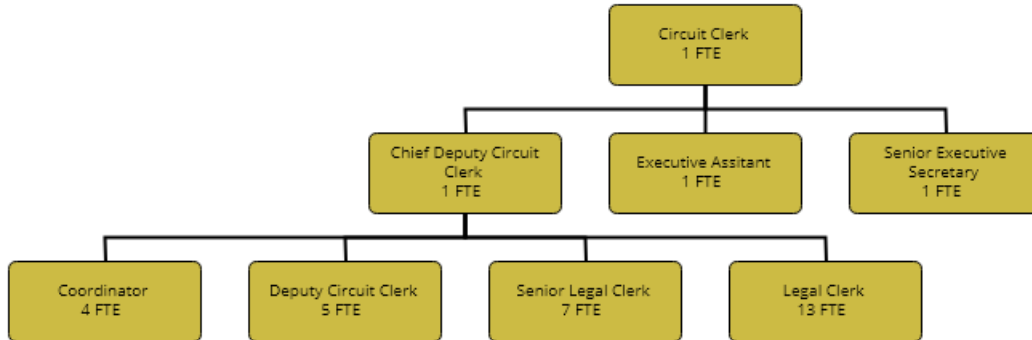 Circuit Clerk
1 FTE
Chief Deputy Circuit
Clerk
1 FTE
Executive Assitant
1 FTE
Senior Executive
Secretary
1 FTE
Coordinator
4 FTE
Deputy Circuit Clerk
5 FTE
Senior Legal Clerk
7 FTE
Legal Clerk
13 FTE